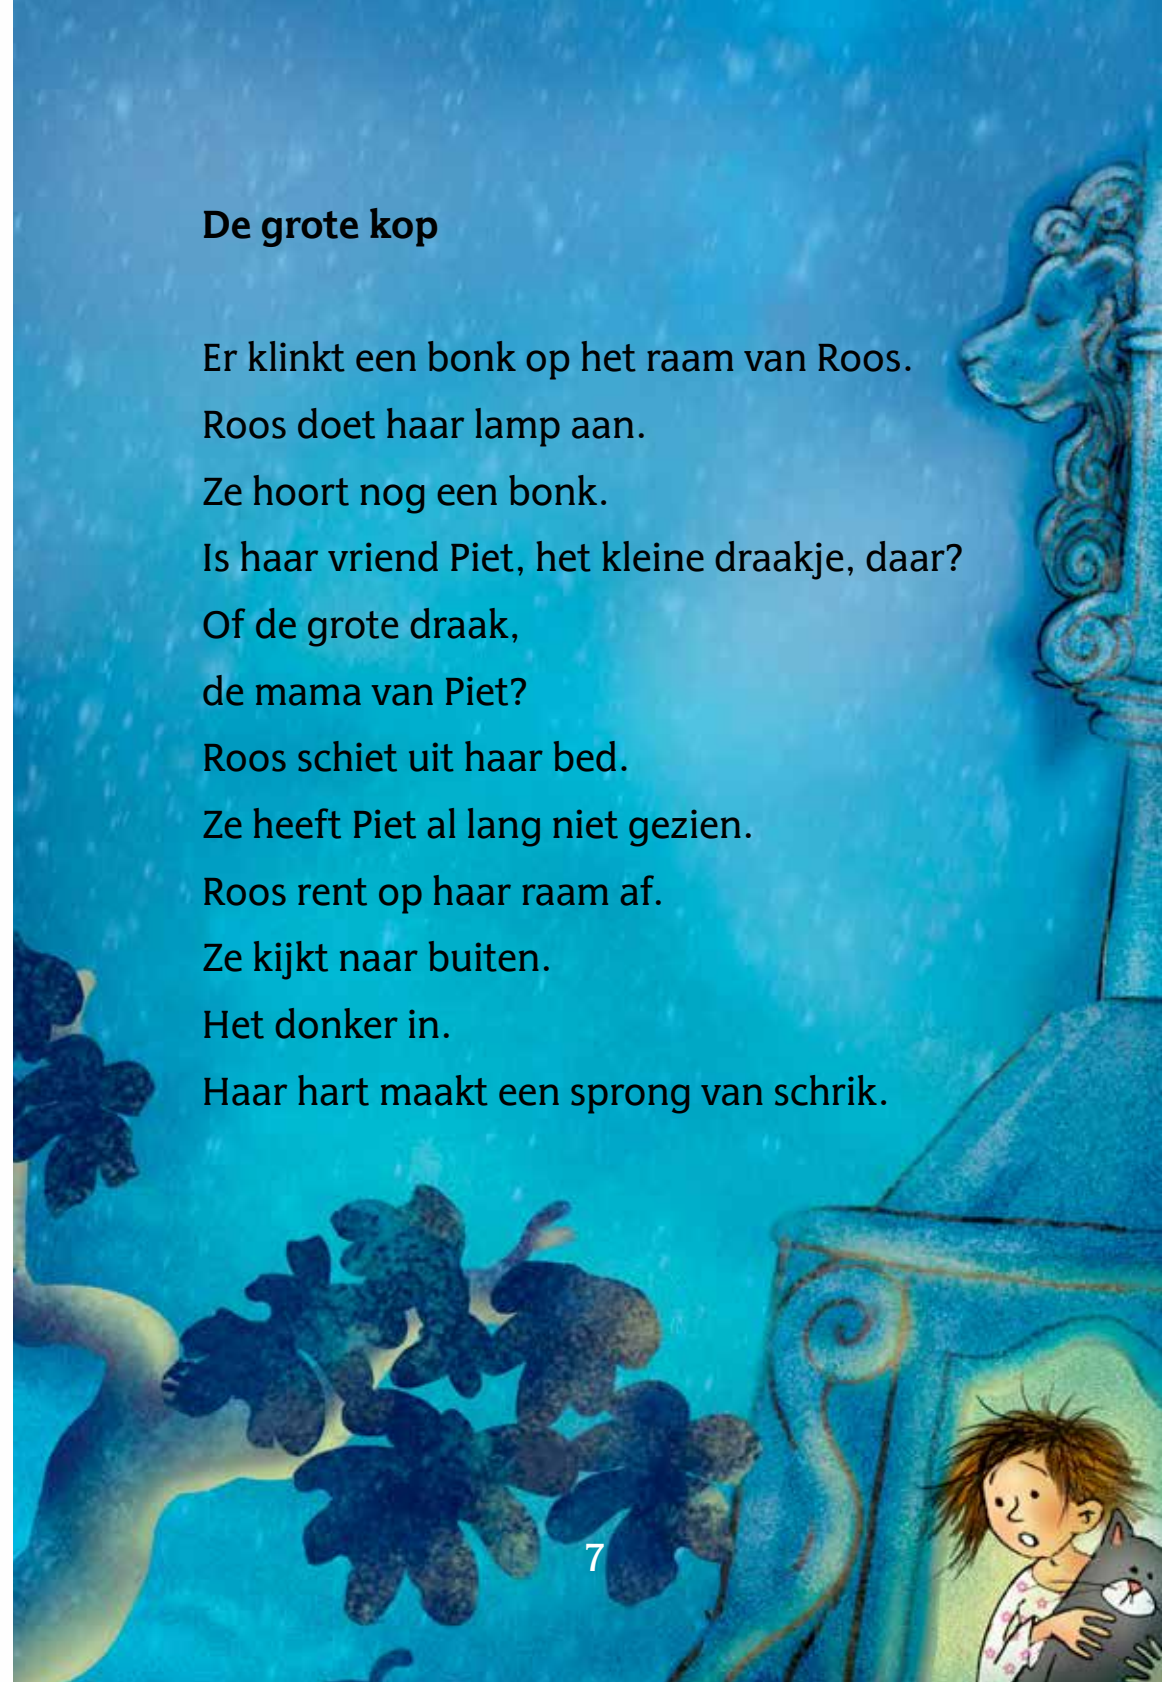 De grote kop
Er klinkt een bonk op het raam van Roos.
Roos doet haar lamp aan.
Ze hoort nog een bonk.
Is haar vriend Piet, het kleine draakje, daar?
Of de grote draak,
de mama van Piet?
Roos schiet uit haar bed.
Ze heeft Piet al lang niet gezien.
Roos rent op haar raam af.
Ze kijkt naar buiten.
Het donker in.
Haar hart maakt een sprong van schrik.
7